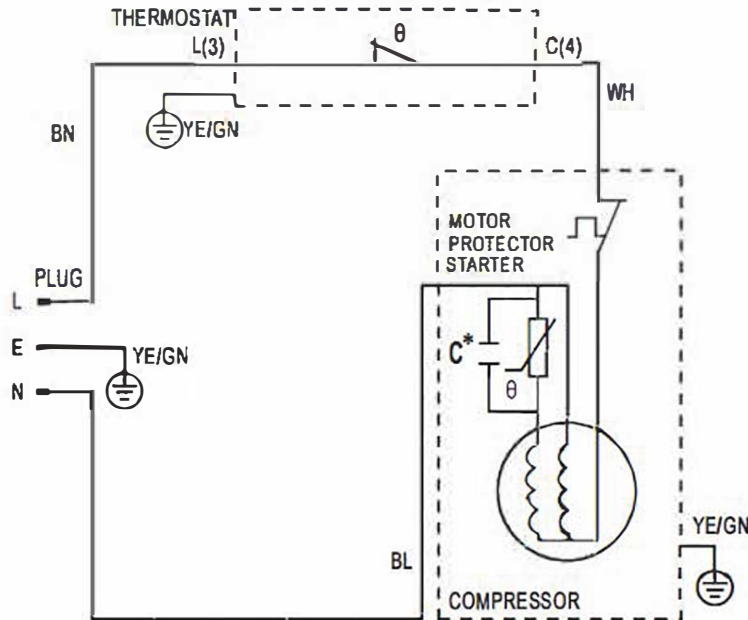 THERMOSTAT
L(3) θ C(4)
WH
YE/GN
BN
MOTOR
PROTECTOR
STARTER
PLUG
L
E YE/GN
N
C*
θ
YE/GN
BL
COMPRESSOR